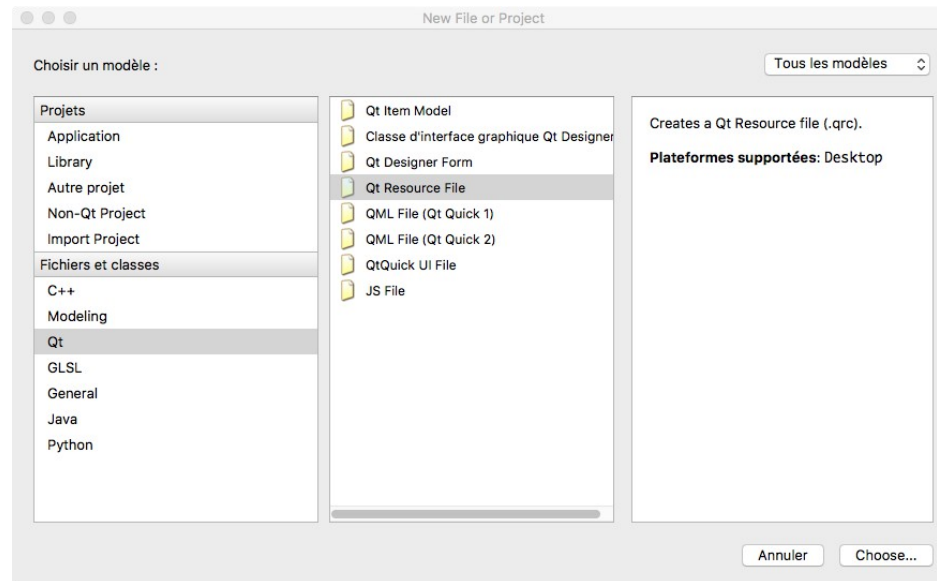 New File or Project
Choisir un modèle :
Tous les modèles
Projets
Application
Library
Autre projet
Non-Qt Project
Import Project
Fichiers et classes
C++
Modeling
Qt
GLSL
General
Java
Python
Qt Item Model
Classe d'interface graphique Qt Designer
Qt Designer Form
Qt Resource File
QML File (Qt Quick 1)
QML File (Qt Quick 2)
QtQuick UI File
JS File
Creates a Qt Resource file (.qrc).
Plateformes supportées: Desktop
Annuler
Choose...